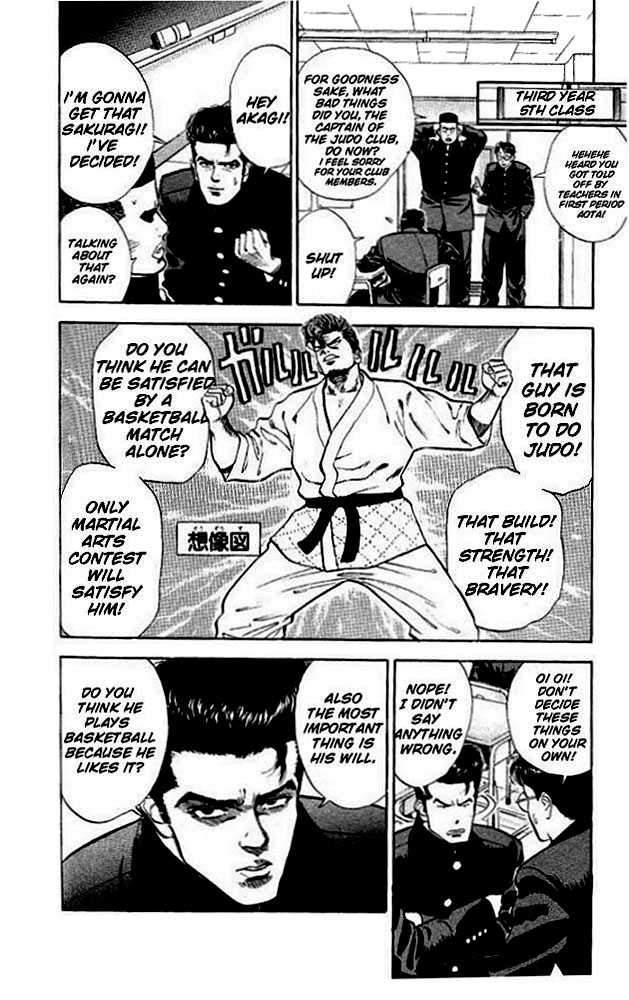 THIRD YEAR
5TH CLASS
HEHEHE
HEARD YOU
GOT TOLD
OFF BY
TEACHERS IN
FIRST PERIOD
AOTA!
FOR GOODNESS
SAKE, WHAT
BAD THINGS
DID YOU, THE
CAPTAIN OF
THE JUDO CLUB,
DO NOW?
I FEEL SORRY
FOR YOUR CLUB
MEMBERS.
SHUT
UP!
HEY
AKAGI!
I'M GONNA
GET THAT
SAKURAGI!
I'VE
DECIDED!
TALKING
ABOUT
THAT
AGAIN?
THAT
GUY IS
BORN
TO DO
JUDO!
THAT BUILD!
THAT
STRENGTH!
THAT
BRAVERY!
ガルルルルル
DO YOU
THINK HE CAN
BE SATISFIED
BY A
BASKETBALL
MATCH
ALONE?
想像図
ONLY
MARTIAL
ARTS
CONTEST
WILL
SATISFY
HIM!
OI OI!
DON'T
DECIDE
THESE
THINGS
ON YOUR
OWN!
NOPE!
I DIDN'T
SAY
ANYTHING
WRONG.
ALSO
THE MOST
IMPORTANT
THING IS
HIS WILL.
DO YOU
THINK HE
PLAYS
BASKETBALL
BECAUSE HE
LIKES IT?